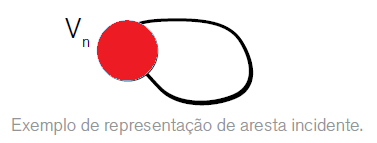 Vn
Exemplo de representação de aresta incidente.